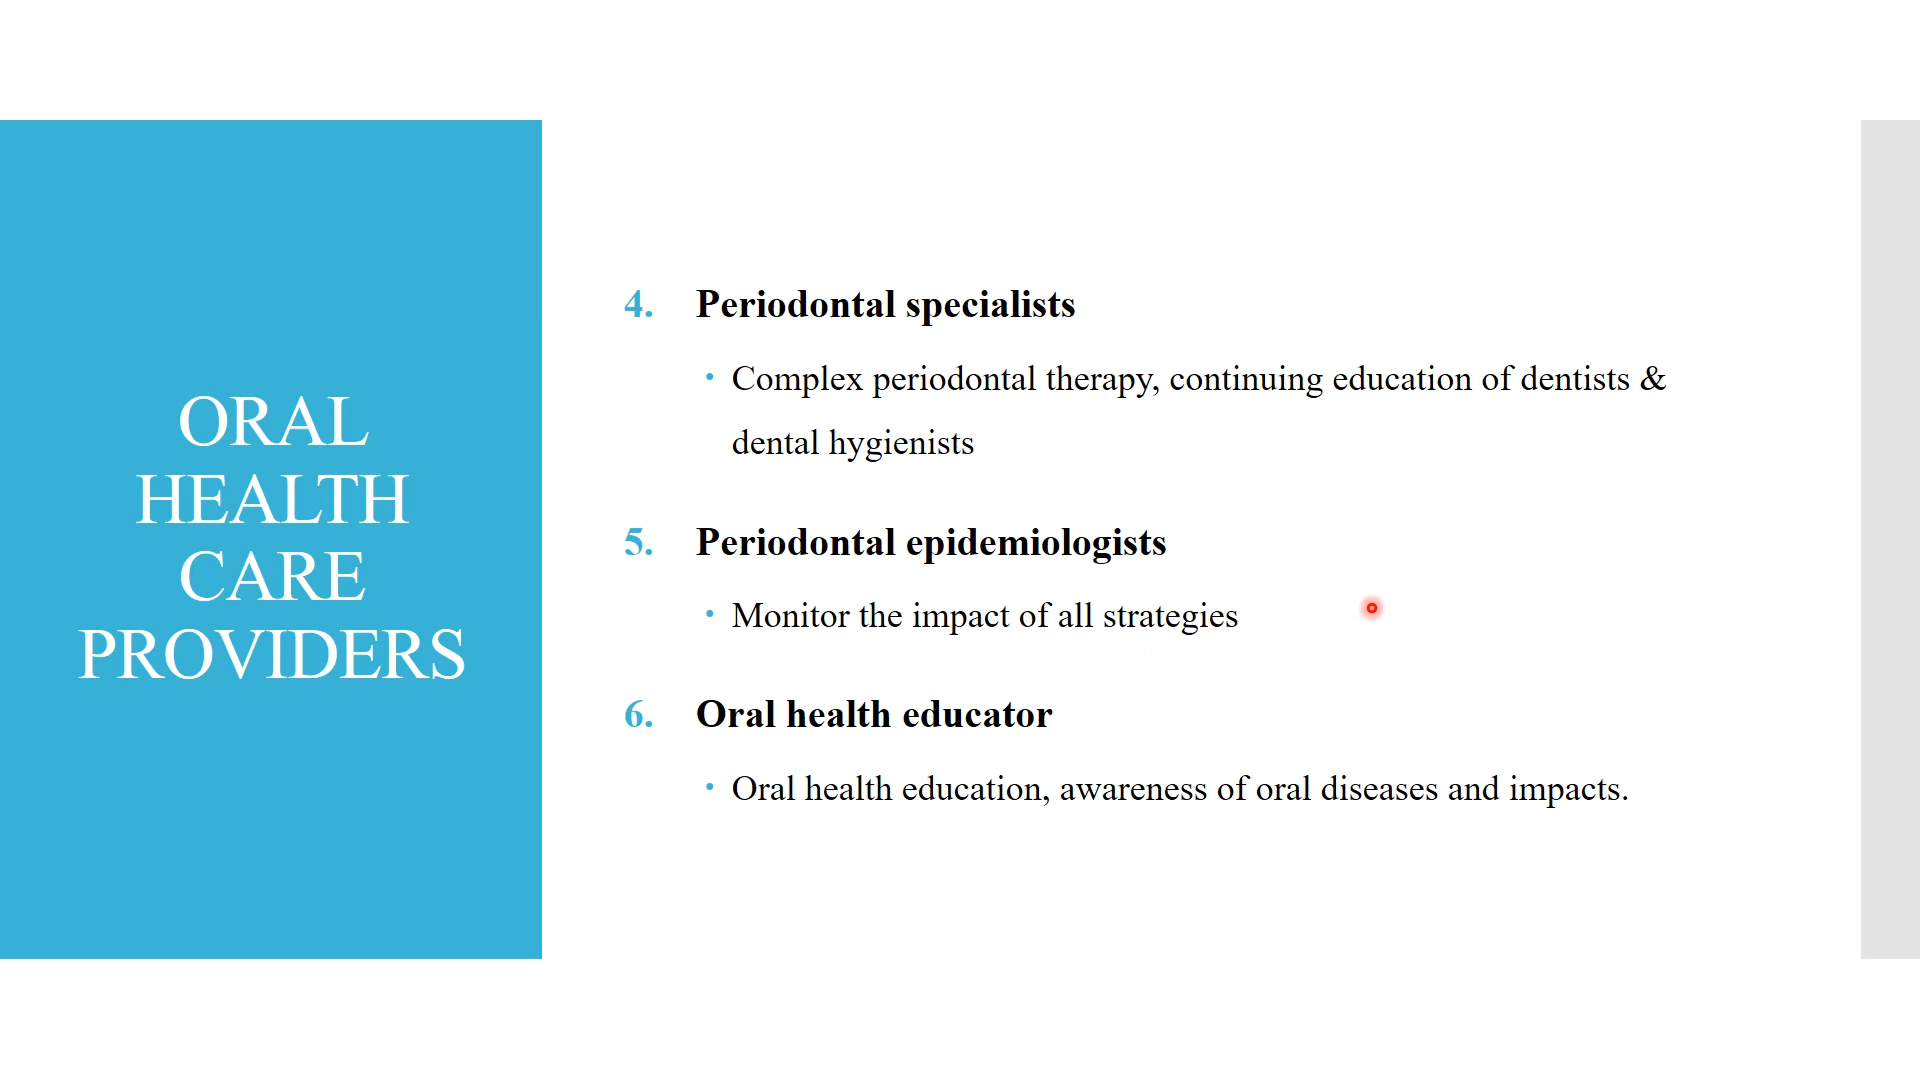 ORAL
HEALTH
CARE
PROVIDERS
4. Periodontal specialists
• Complex periodontal therapy, continuing education of dentists &
dental hygienists
5. Periodontal epidemiologists
• Monitor the impact of all strategies
6. Oral health educator
• Oral health education, awareness of oral diseases and impacts.